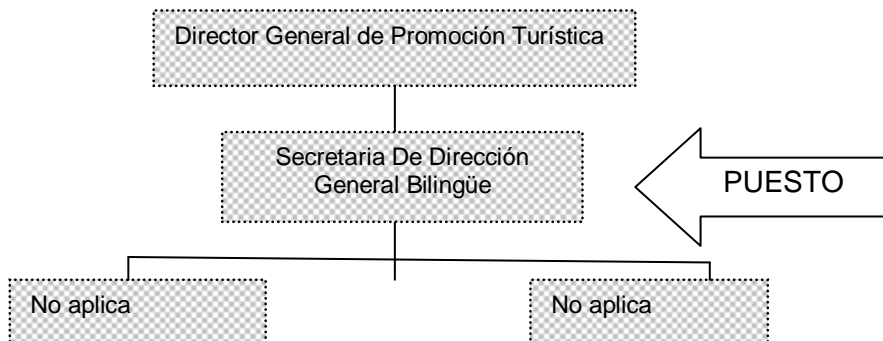 Director General de Promoción Turística
Secretaria De Dirección
General Bilingüe
PUESTO
No aplica
No aplica